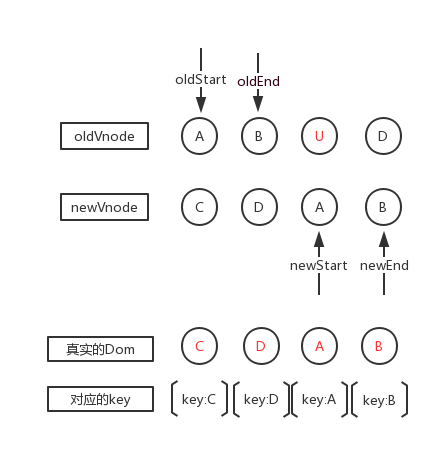 oldStart oldEnd
oldVnode A B U D
newVnode C D A B
newStart newEnd
真实的Dom C D A B
对应的key key:C key:D key:A key:B